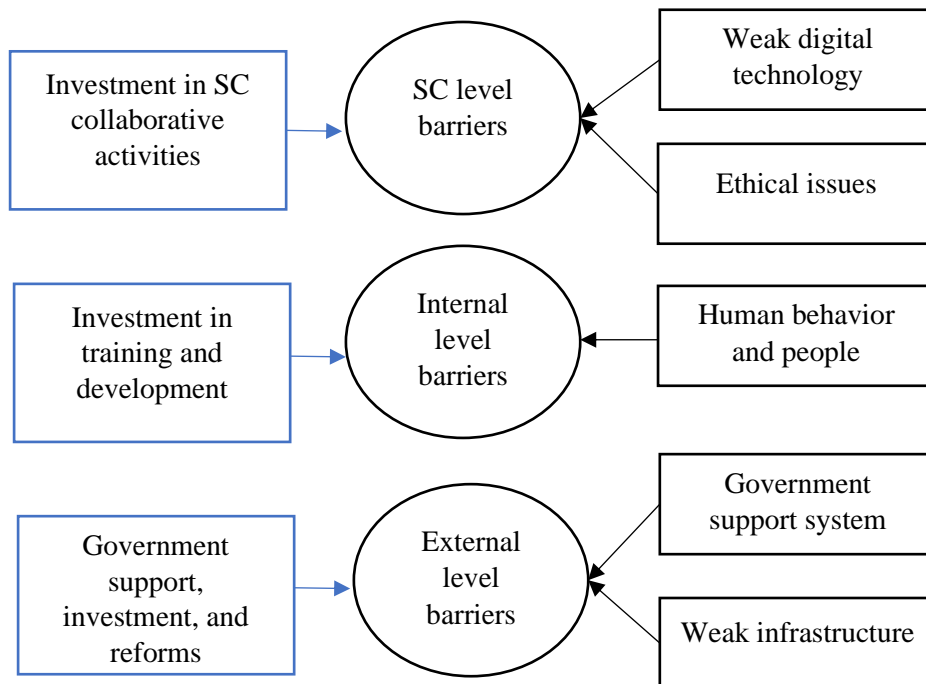 Investment in SC
collaborative
activities
SC level
barriers
Weak digital
technology
Ethical issues
Investment in
training and
development
Internal
level
barriers
Human behavior
and people
Government
support,
investment, and
reforms
External
level
barriers
Government
support system
Weak infrastructure